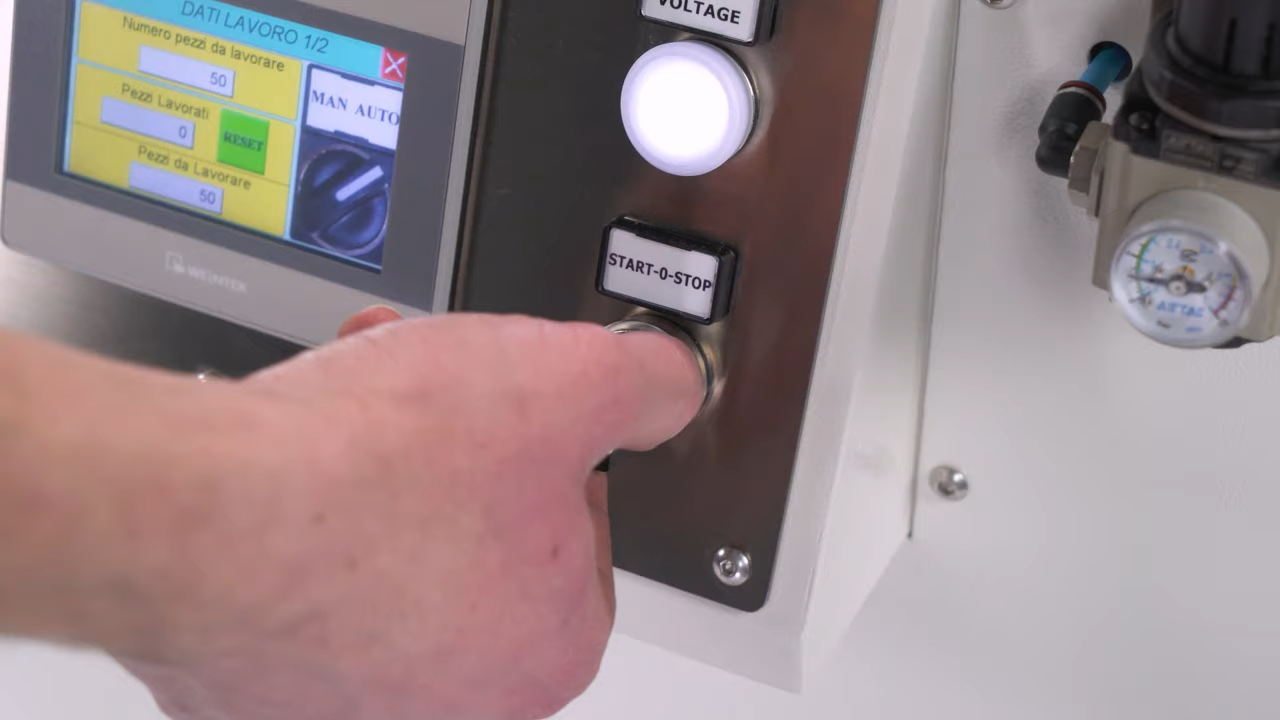 DATI LAVORO 1/2
Numero pezzi da lavorare
50
Pezzi Lavorati
0
RESET
Pezzi da Lavorare
50
MAN AUTO
WEINTEK
VOLTAGE
START-0-STOP